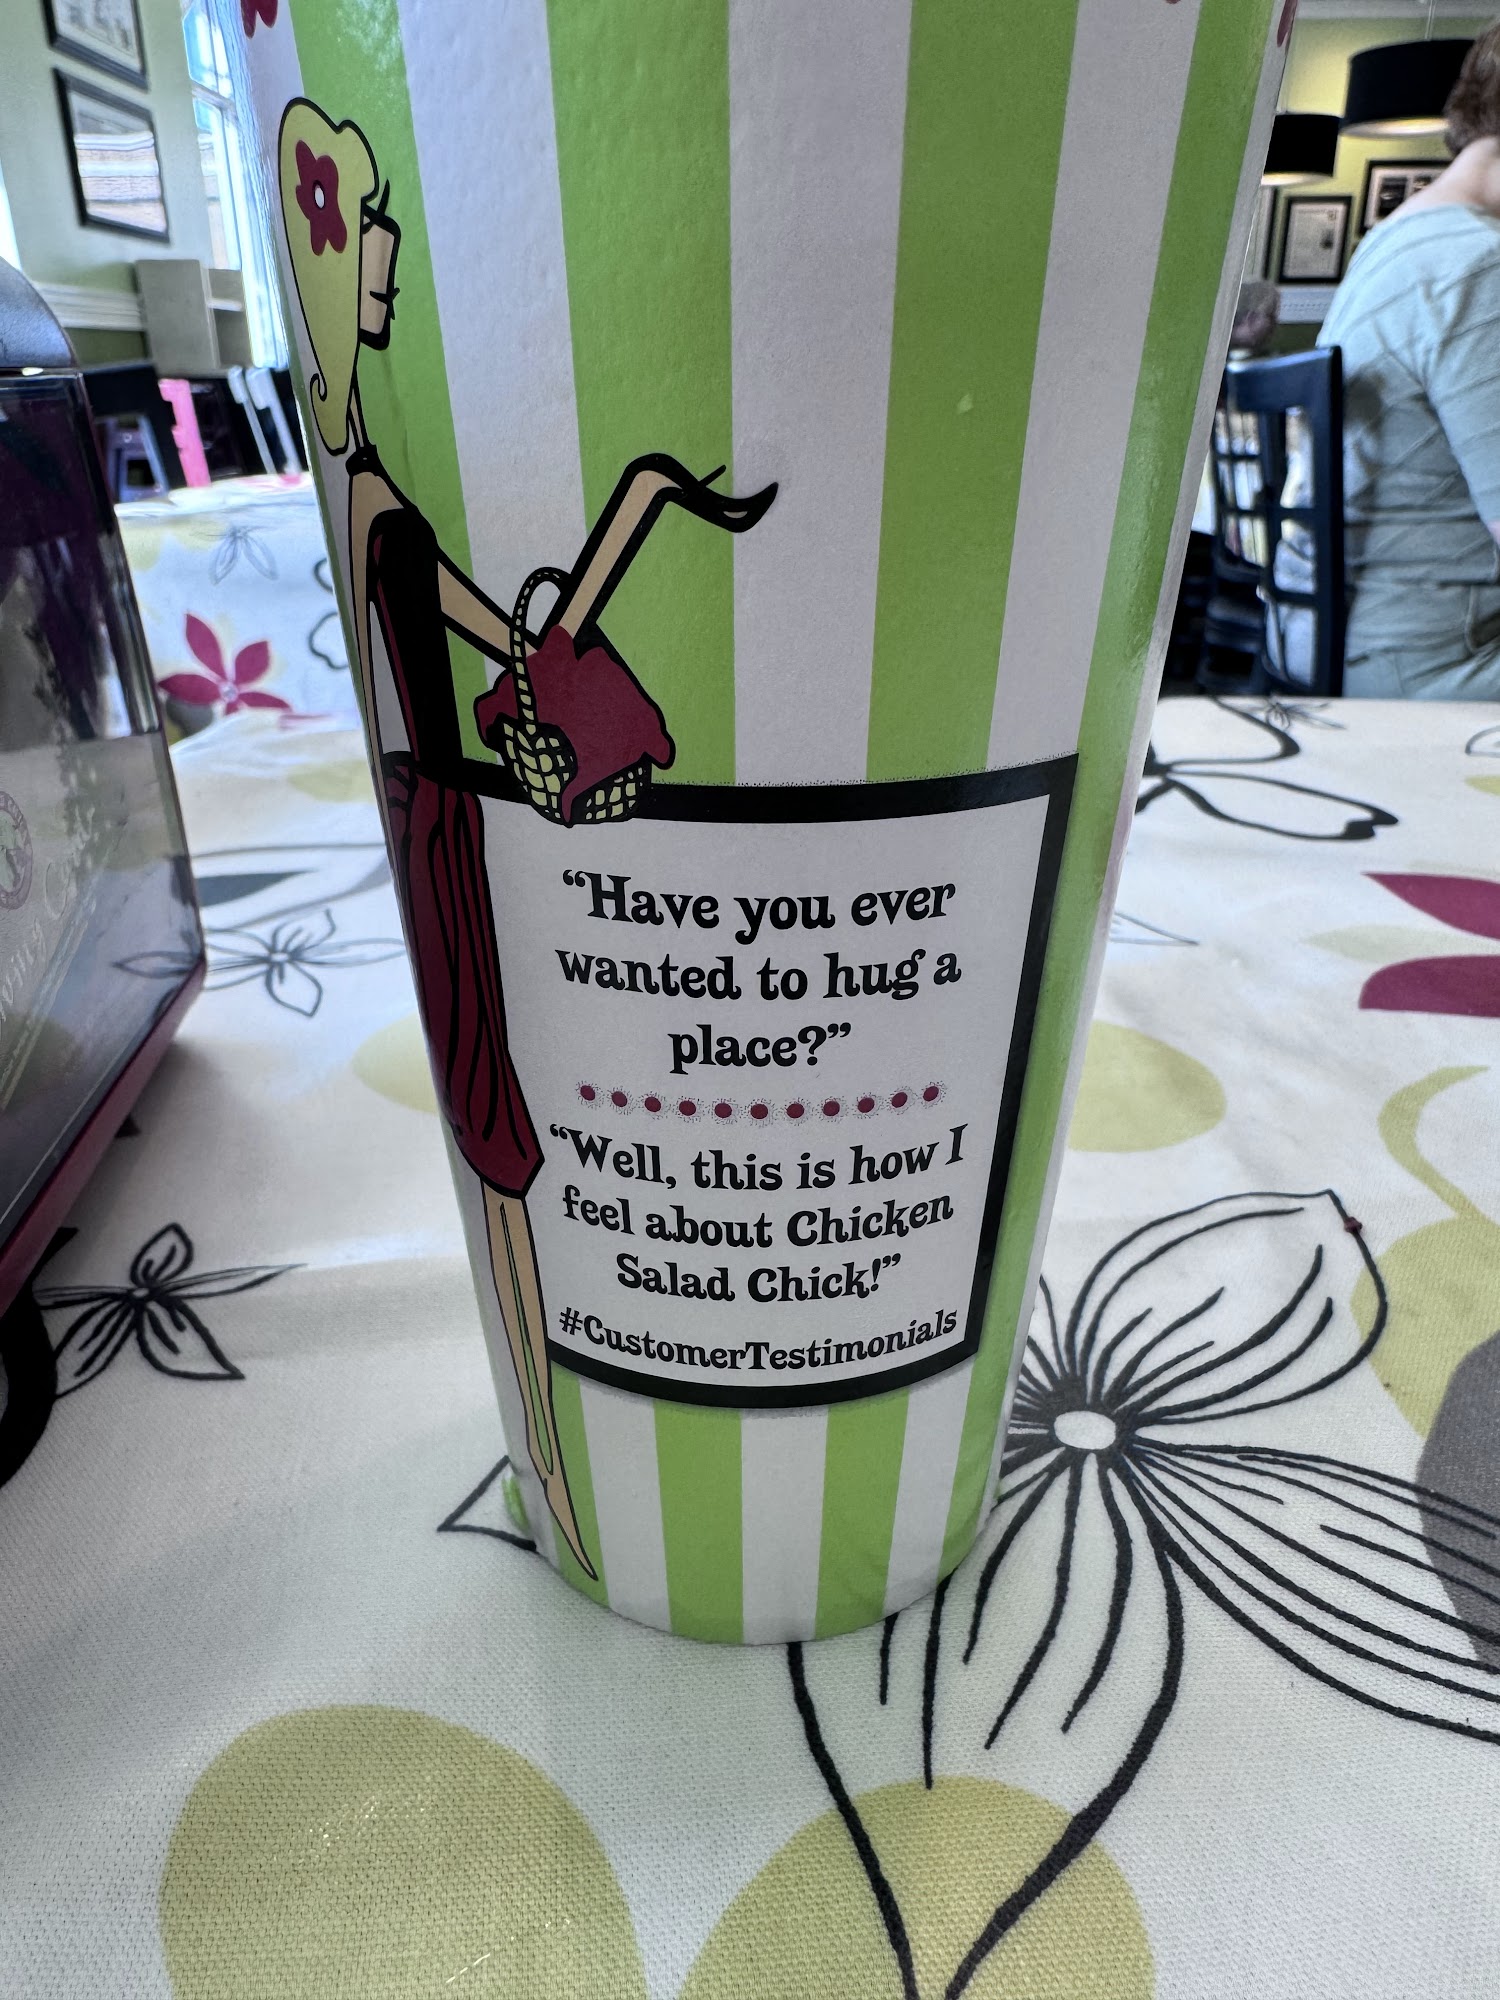 “Have you ever
wanted to hug a
place?”
“Well, this is how I
feel about Chicken
Salad Chick!”
#CustomerTestimonials